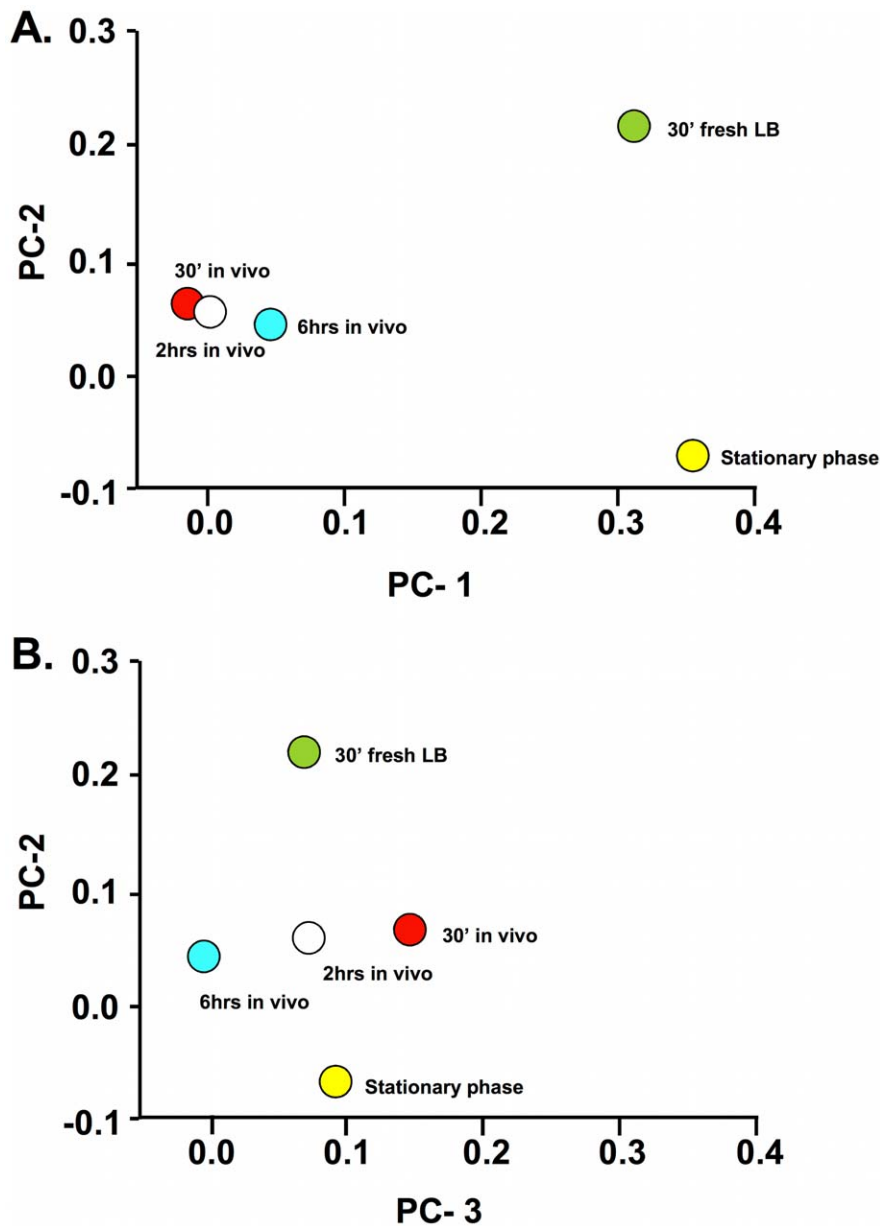 A.
0.3
0.2
0.1
0.0
-0.1
PC-2
30’ fresh LB
30’ in vivo
2hrs in vivo
6hrs in vivo
Stationary phase
0.0 0.1 0.2 0.3 0.4
PC- 1
B.
0.3
0.2
0.1
0.0
-0.1
PC-2
30’ fresh LB
30’ in vivo
2hrs in vivo
6hrs in vivo
Stationary phase
0.0 0.1 0.2 0.3 0.4
PC- 3